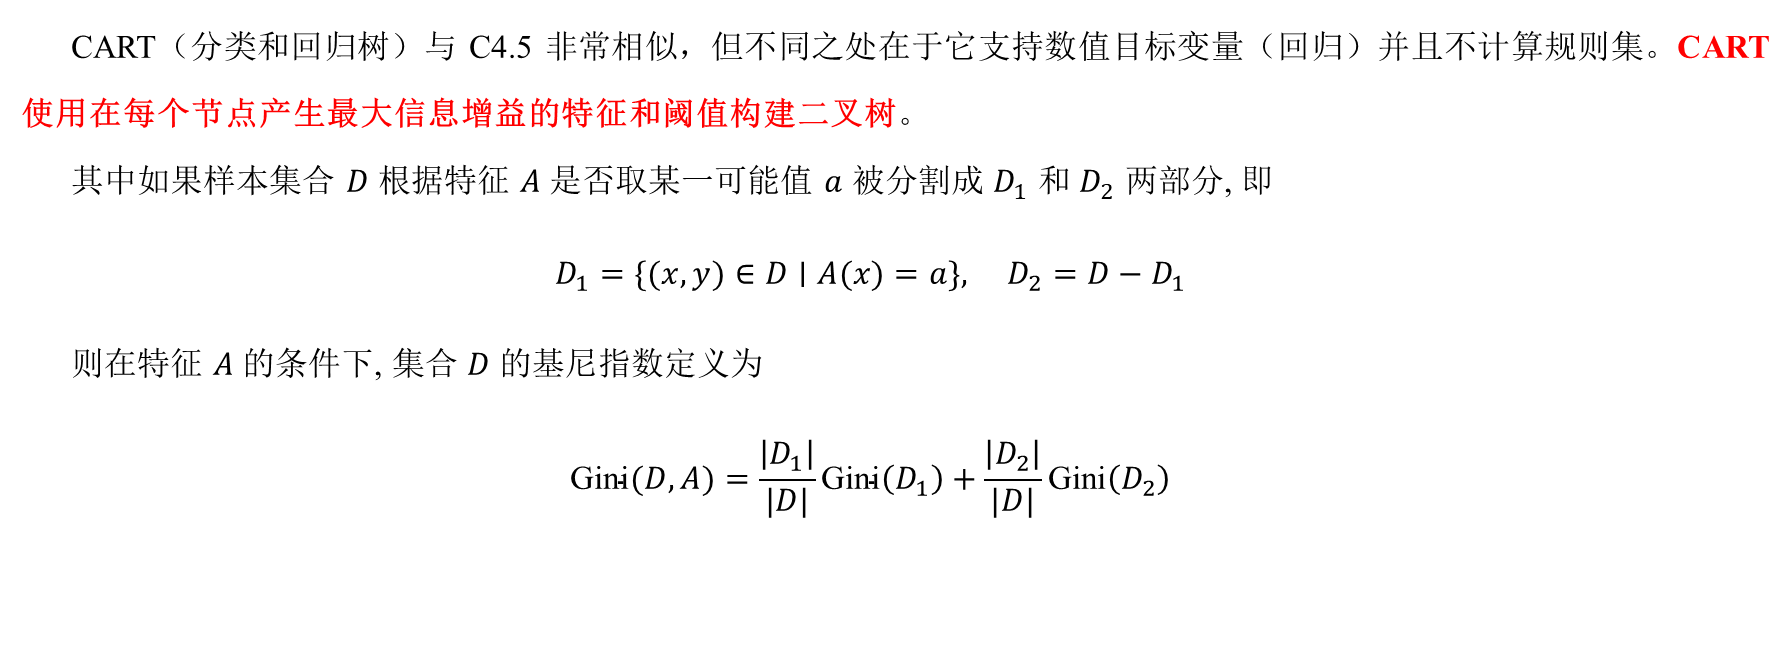 CART（分类和回归树）与 C4.5 非常相似，但不同之处在于它支持数值目标变量（回归）并且不计算规则集。CART
使用在每个节点产生最大信息增益的特征和阈值构建二叉树。
其中如果样本集合 D 根据特征 A 是否取某一可能值 a 被分割成 D₁ 和 D₂ 两部分, 即
D₁ = {(x, y) ∈ D ∣ A(x) = a}, D₂ = D − D₁
则在特征 A 的条件下, 集合 D 的基尼指数定义为
Gini(D, A) = |D₁|/|D| Gini(D₁) + |D₂|/|D| Gini(D₂)